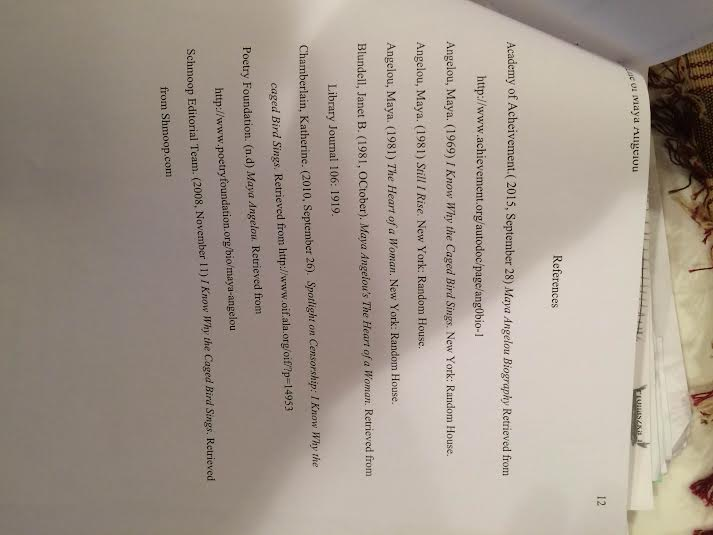 of Maya Angelou
12
References
Academy of Acheivement.( 2015, September 28) Maya Angelou Biography Retrieved from
http://www.achievement.org/autodoc/page/ang0bio-1
Angelou, Maya. (1969) I Know Why the Caged Bird Sings. New York: Random House.
Angelou, Maya. (1981) Still I Rise. New York: Random House.
Angelou, Maya. (1981) The Heart of a Woman. New York: Random House.
Blundell, Janet B. (1981, OCtober). Maya Angelou's The Heart of a Woman. Retrieved from
Library Journal 106: 1919.
Chamberlain, Katherine. (2010, September 26). Spotlight on Censorship: I Know Why the
caged Bird Sings. Retrieved from http://www.oif.ala.org/oif/?p=14953
Poetry Foundation. (n.d) Maya Angelou. Retrieved from
http://www.poetryfoundation.org/bio/maya-angelou
Schmoop Editorial Team. (2008, November 11) I Know Why the Caged Bird Sings. Retrieved
from Shmoop.com